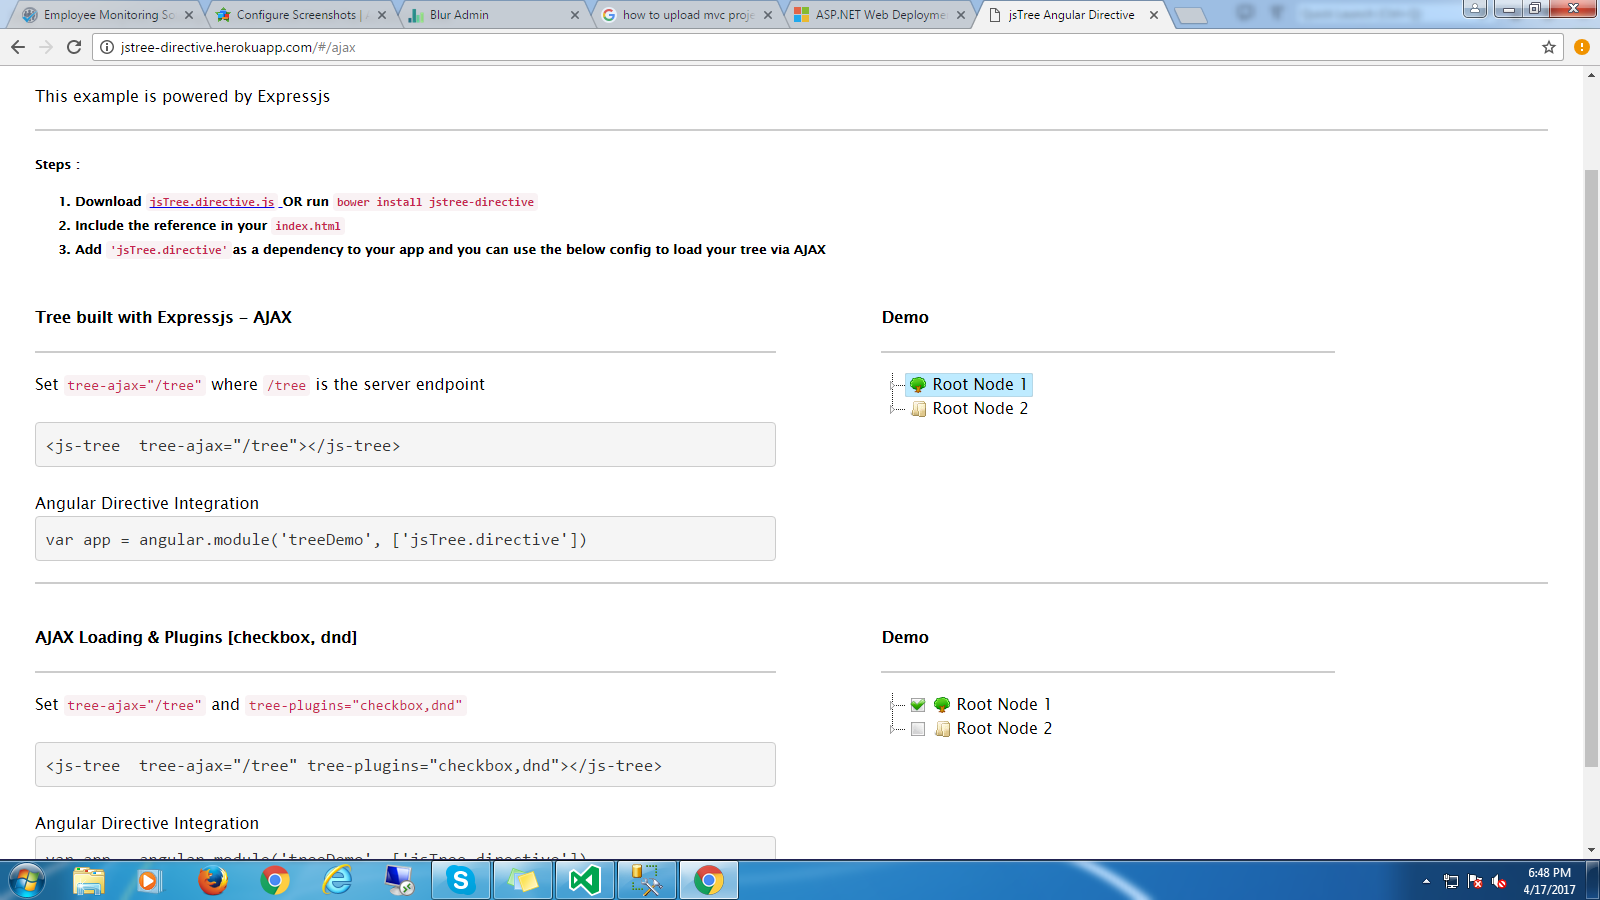 Employee Monitoring So
Configure Screenshots | A
Blur Admin
how to upload mvc proje
ASP.NET Web Deployme
jsTree Angular Directive
jstree-directive.herokuapp.com/#/ajax
This example is powered by Expressjs
Steps :
1. Download jsTree.directive.js OR run bower install jstree-directive
2. Include the reference in your index.html
3. Add 'jsTree.directive' as a dependency to your app and you can use the below config to load your tree via AJAX
Tree built with Expressjs - AJAX
Demo
Set tree-ajax="/tree" where /tree is the server endpoint
Root Node 1
Root Node 2
<js-tree  tree-ajax="/tree"></js-tree>
Angular Directive Integration
var app = angular.module('treeDemo', ['jsTree.directive'])
AJAX Loading & Plugins [checkbox, dnd]
Demo
Set tree-ajax="/tree" and tree-plugins="checkbox,dnd"
Root Node 1
Root Node 2
<js-tree  tree-ajax="/tree" tree-plugins="checkbox,dnd"></js-tree>
Angular Directive Integration
var app = angular.module('treeDemo', ['jsTree.directive'])
6:48 PM
4/17/2017